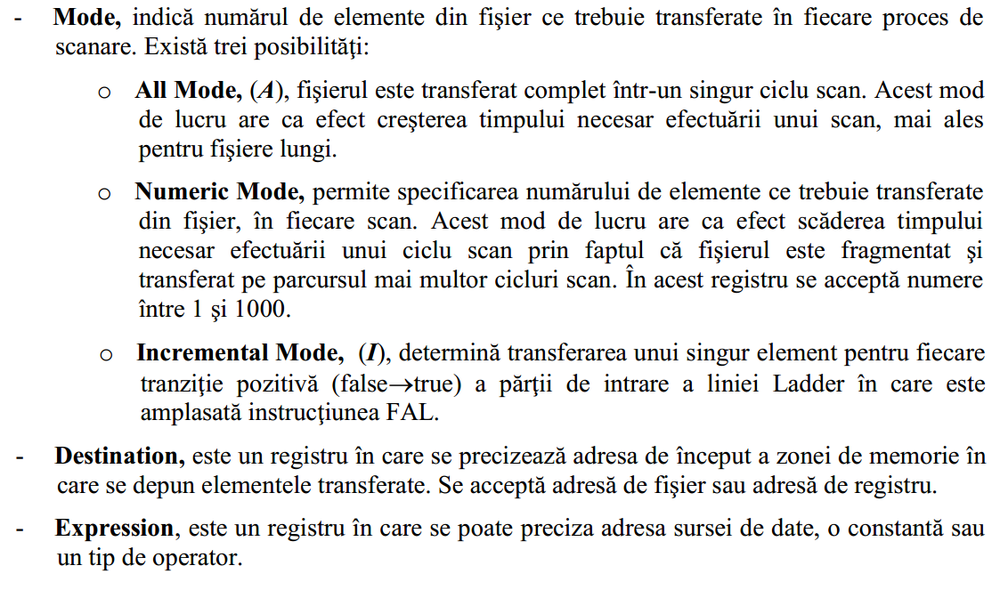 - Mode, indică numărul de elemente din fişier ce trebuie transferate în fiecare proces de
scanare. Există trei posibilităţi:
o All Mode, (A), fişierul este transferat complet într-un singur ciclu scan. Acest mod
de lucru are ca efect creşterea timpului necesar efectuării unui scan, mai ales
pentru fişiere lungi.
o Numeric Mode, permite specificarea numărului de elemente ce trebuie transferate
din fişier, în fiecare scan. Acest mod de lucru are ca efect scăderea timpului
necesar efectuării unui ciclu scan prin faptul că fişierul este fragmentat şi
transferat pe parcursul mai multor cicluri scan. În acest registru se acceptă numere
între 1 şi 1000.
o Incremental Mode, (I), determină transferarea unui singur element pentru fiecare
tranziţie pozitivă (false→true) a părţii de intrare a liniei Ladder în care este
amplasată instrucţiunea FAL.
- Destination, este un registru în care se precizează adresa de început a zonei de memorie în
care se depun elementele transferate. Se acceptă adresă de fişier sau adresă de registru.
- Expression, este un registru în care se poate preciza adresa sursei de date, o constantă sau
un tip de operator.